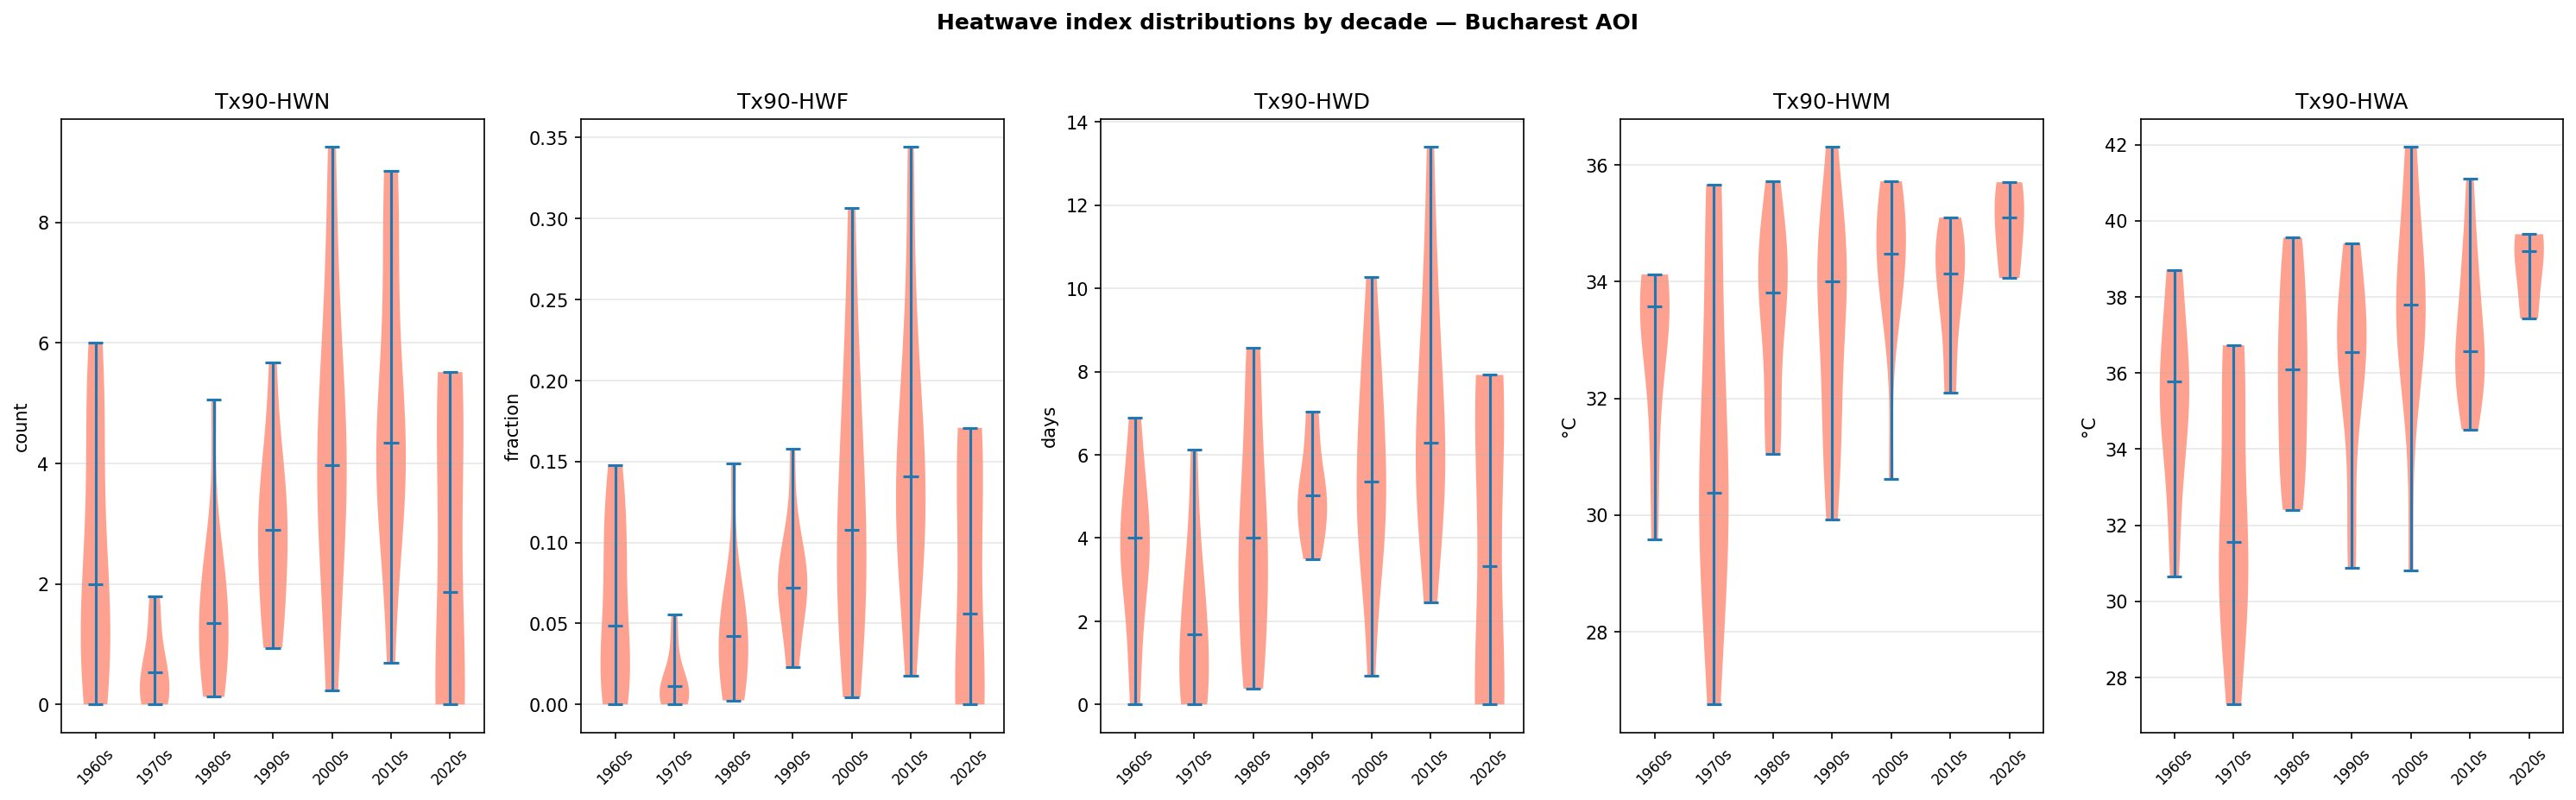 Heatwave index distributions by decade — Bucharest AOI
Tx90-HWN
count
8
6
4
2
0
1960s 1970s 1980s 1990s 2000s 2010s 2020s
Tx90-HWF
fraction
0.35
0.30
0.25
0.20
0.15
0.10
0.05
0.00
1960s 1970s 1980s 1990s 2000s 2010s 2020s
Tx90-HWD
days
14
12
10
8
6
4
2
0
1960s 1970s 1980s 1990s 2000s 2010s 2020s
Tx90-HWM
°C
36
34
32
30
28
1960s 1970s 1980s 1990s 2000s 2010s 2020s
Tx90-HWA
°C
42
40
38
36
34
32
30
28
1960s 1970s 1980s 1990s 2000s 2010s 2020s